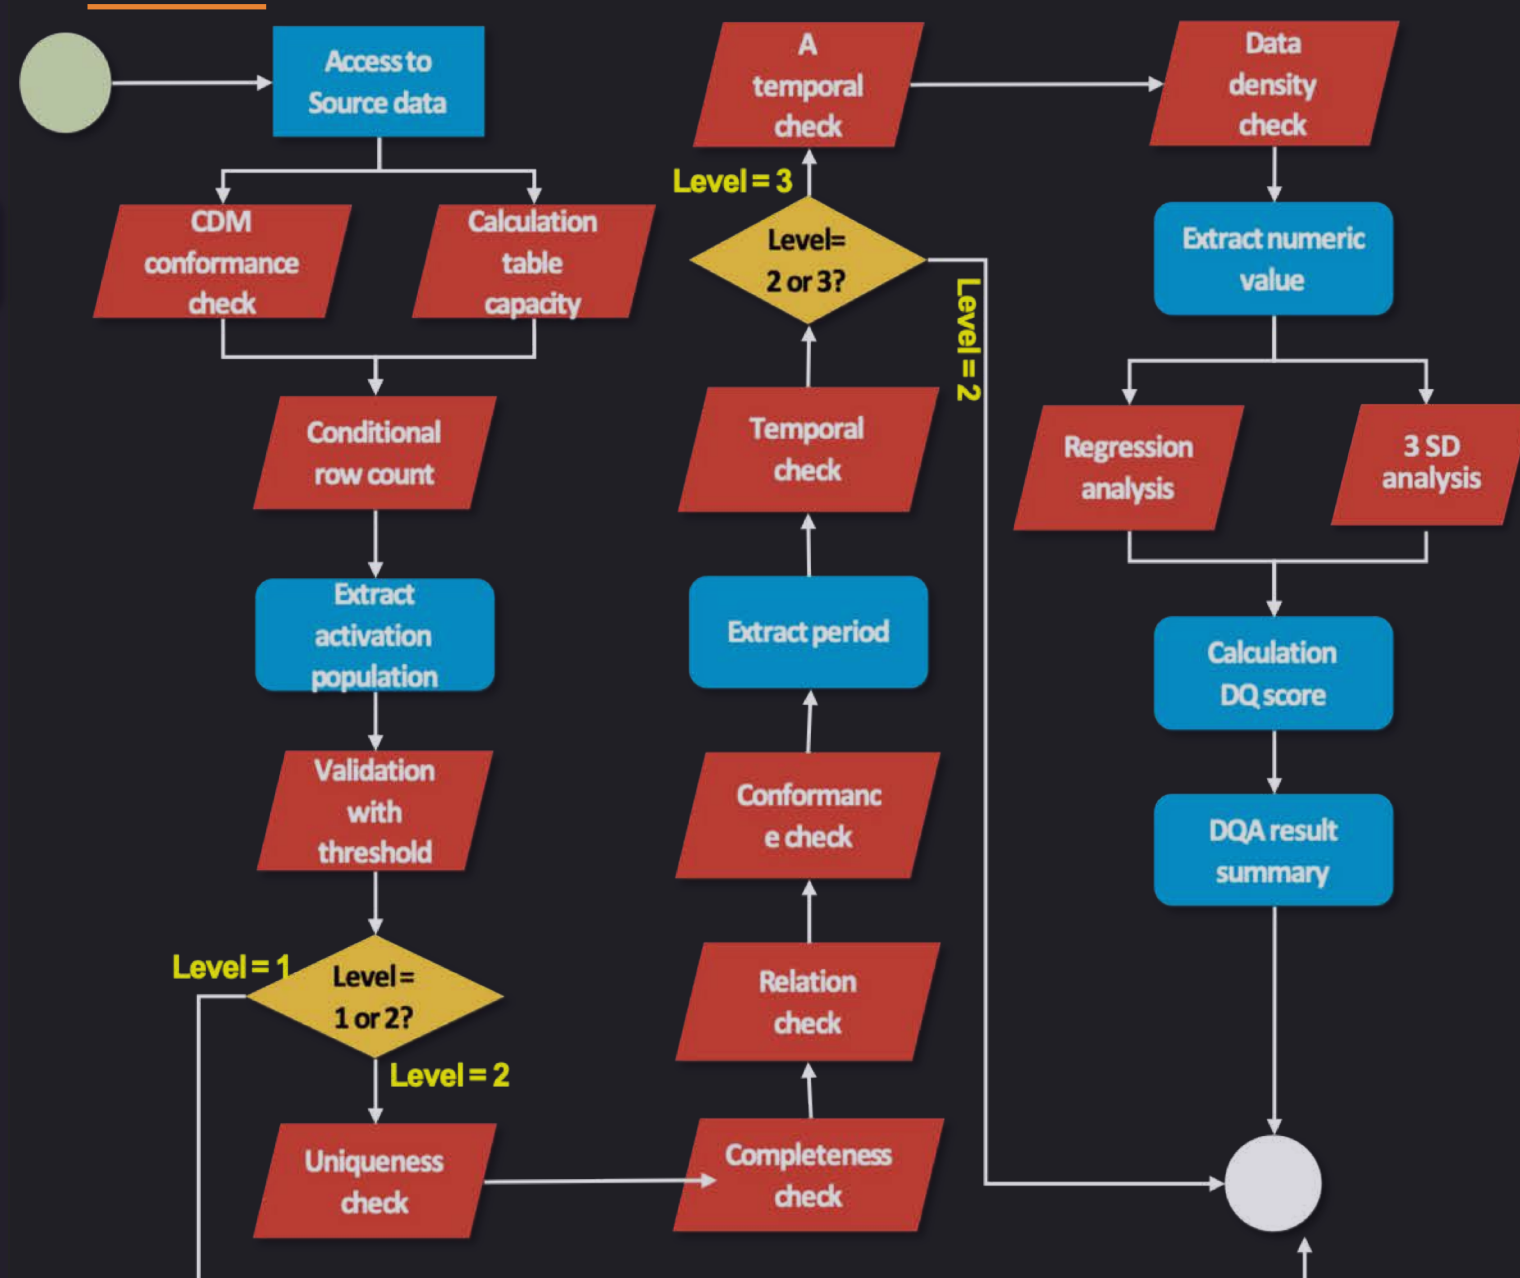 Access to
Source data
CDM
conformance
check
Calculation
table
capacity
Conditional
row count
Extract
activation
population
Validation
with
threshold
Level = 1
Level =
1 or 2?
Level = 2
Uniqueness
check
Completeness
check
Relation
check
Conformanc
e check
Extract period
Temporal
check
Level=
2 or 3?
Level = 3
Level = 2
A
temporal
check
Data
density
check
Extract numeric
value
Regression
analysis
3 SD
analysis
Calculation
DQ score
DQA result
summary